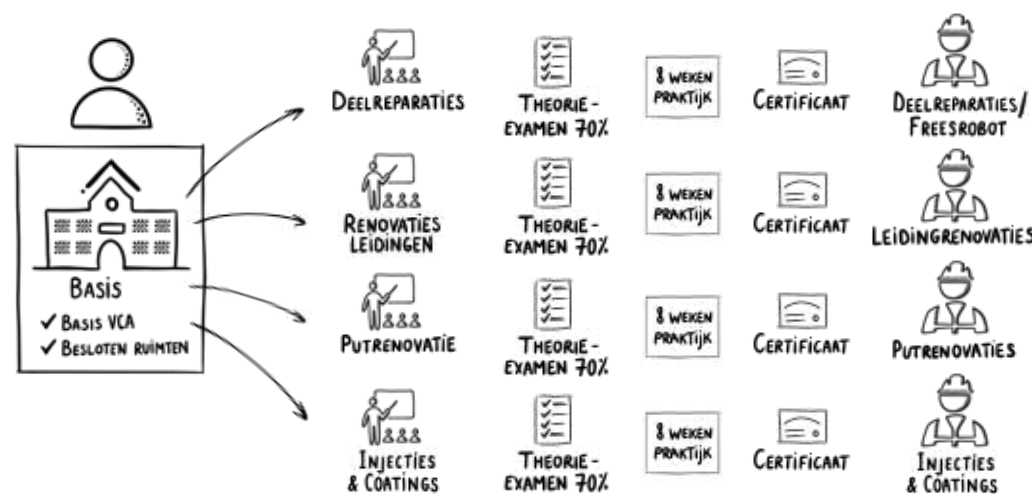 Basis
✓ Basis VCA
✓ Besloten ruimten
Deelreparaties
Theorie-
examen 70%
8 weken
praktijk
Certificaat
Deelreparaties/
Freesrobot
Renovaties
leidingen
Theorie-
examen 70%
8 weken
praktijk
Certificaat
Leidingrenovaties
Putrenovatie
Theorie-
examen 70%
8 weken
praktijk
Certificaat
Putrenovaties
Injecties
& Coatings
Theorie-
examen 70%
8 weken
praktijk
Certificaat
Injecties
& Coatings